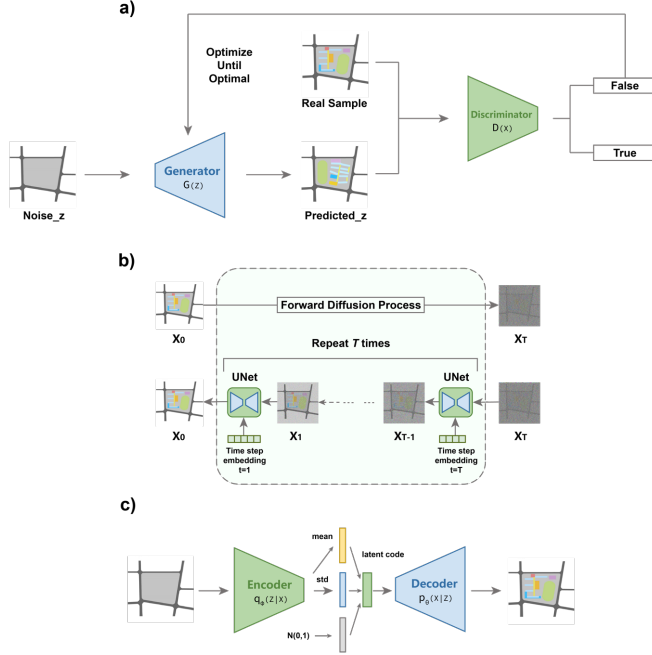 a)
Optimize
Until
Optimal
Real Sample
False
Discriminator
D(x)
True
Generator
G(z)
Noise_z
Predicted_z
b)
Forward Diffusion Process
X0
XT
Repeat T times
UNet
UNet
X0
X1
XT-1
XT
Time step
embedding
t=1
Time step
embedding
t=T
c)
mean
latent code
Encoder
qΦ(z|x)
std
Decoder
pθ(x|z)
N(0,1)